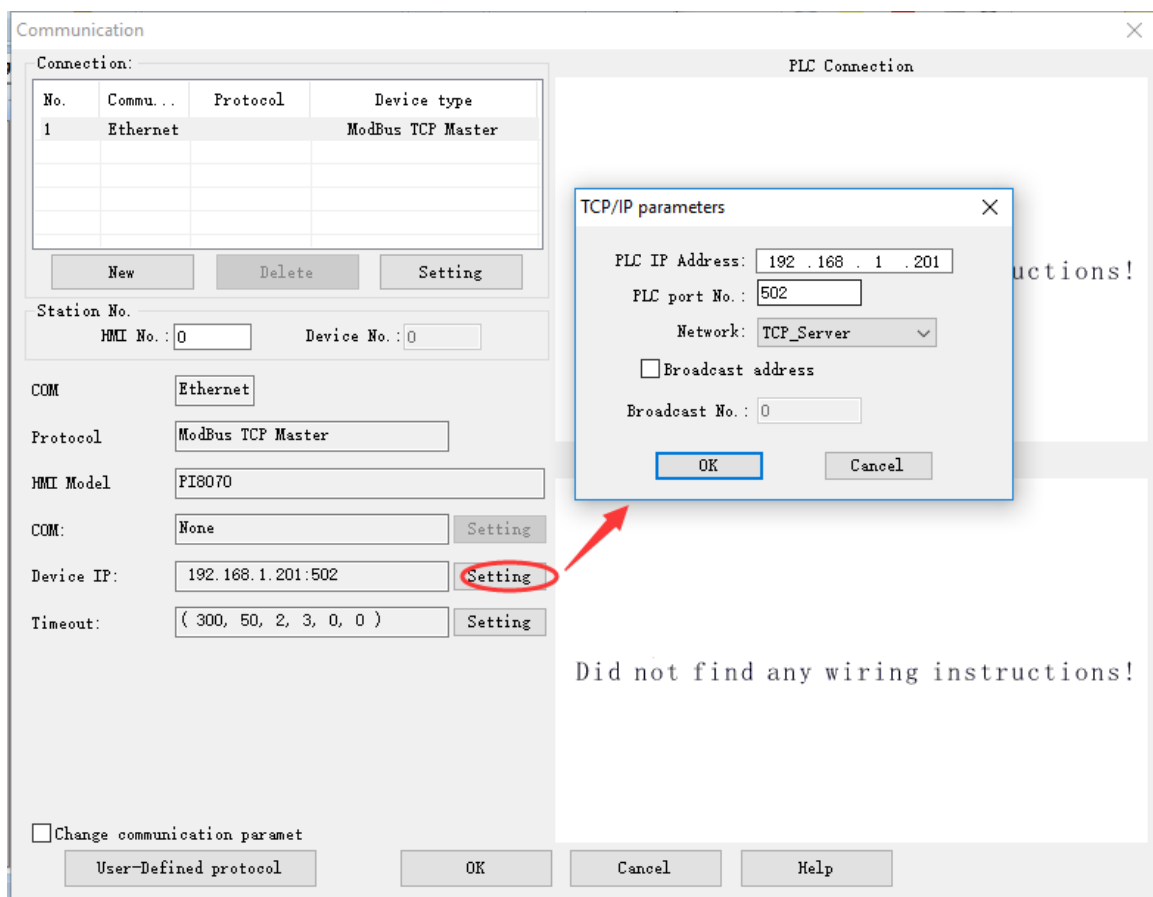 Communication
Connection:
No. Commu... Protocol Device type
1 Ethernet ModBus TCP Master
New Delete Setting
Station No.
HMI No.: 0 Device No.: 0
COM Ethernet
Protocol ModBus TCP Master
HMI Model PI8070
COM: None Setting
Device IP: 192.168.1.201:502 Setting
Timeout: ( 300, 50, 2, 3, 0, 0 ) Setting
Change communication paramet
User-Defined protocol OK Cancel Help
PLC Connection
uctions!
TCP/IP parameters
PLC IP Address: 192 .168 . 1 .201
PLC port No.: 502
Network: TCP_Server
Broadcast address
Broadcast No.: 0
OK Cancel
Did not find any wiring instructions!